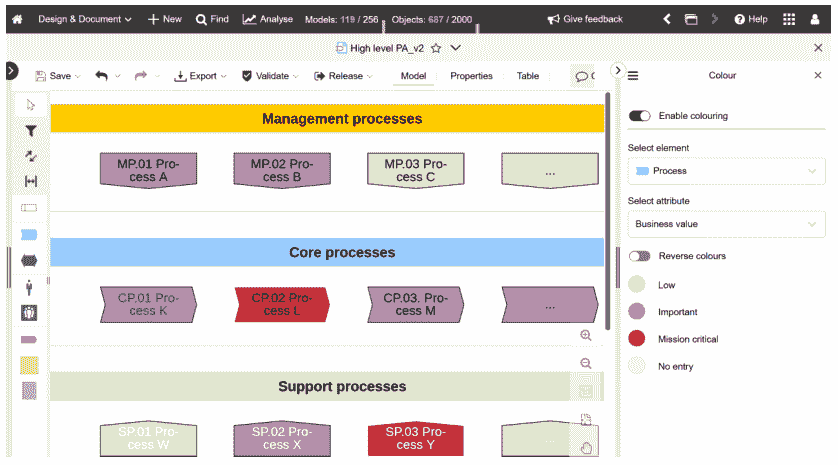 Design & Document New Find Analyse Models: 119 / 256 Objects: 687 / 2000 Give feedback Help
High level PA_v2
Save Export Validate Release Model Properties Table Colour
Management processes
MP.01 Pro-
cess A
MP.02 Pro-
cess B
MP.03 Pro-
cess C
...
Core processes
CP.01 Pro-
cess K
CP.02 Pro-
cess L
CP.03. Pro-
cess M
...
Support processes
SP.01 Pro-
cess W
SP.02 Pro-
cess X
SP.03 Pro-
cess Y
...
Enable colouring
Select element
Process
Select attribute
Business value
Reverse colours
Low
Important
Mission critical
No entry